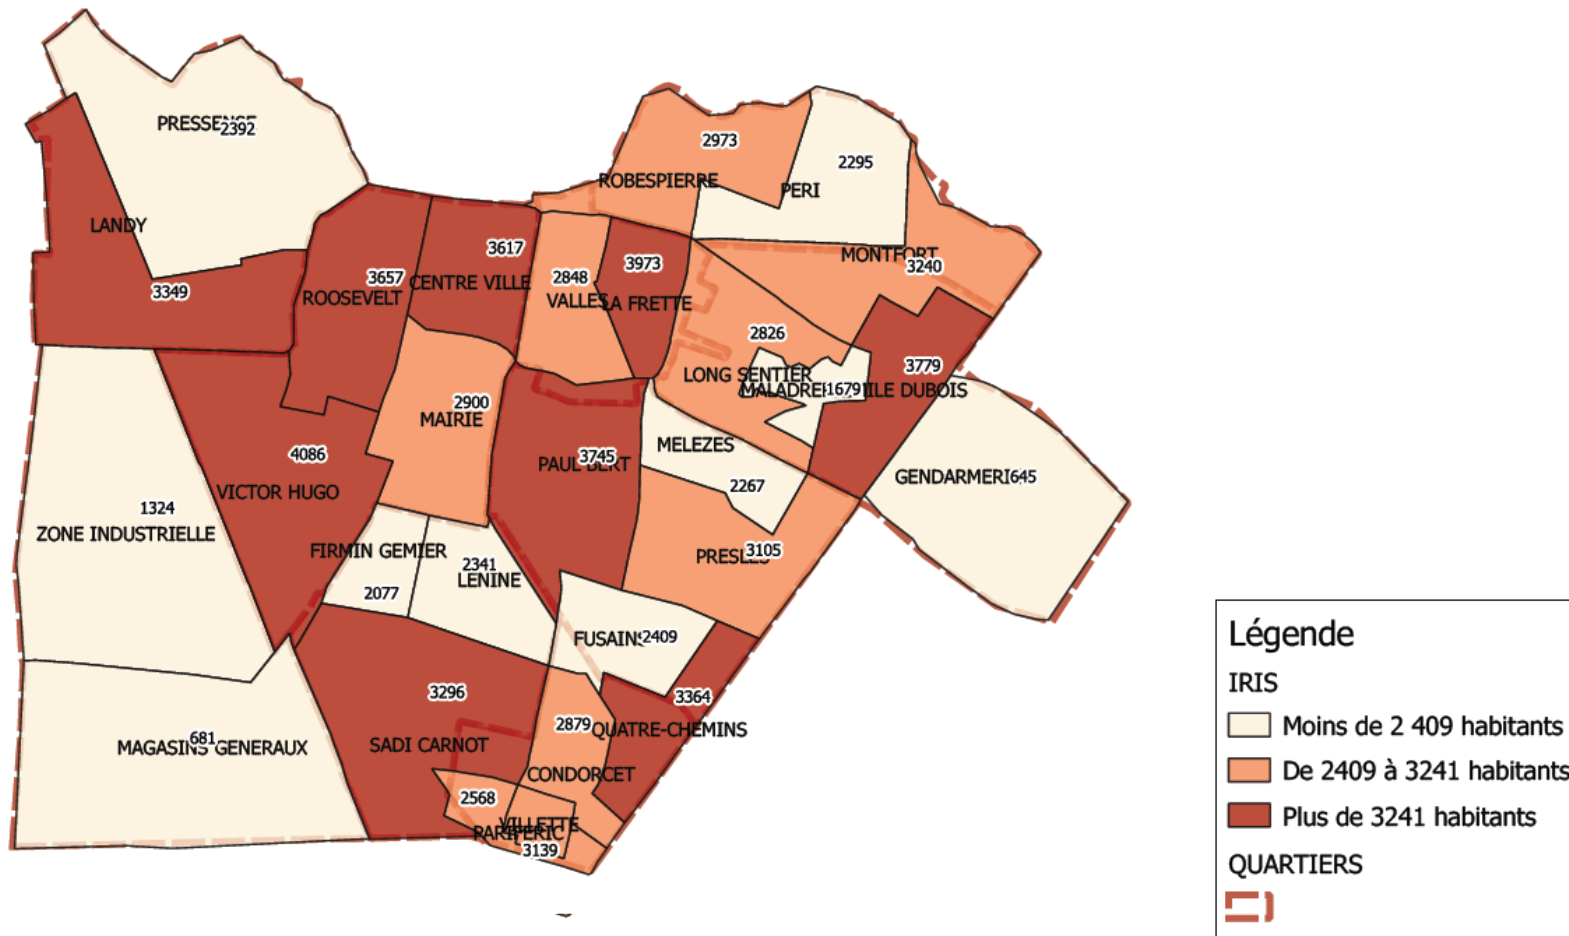 PRESSENSE
2392
2973
2295
ROBESPIERRE
PERI
LANDY
3349
3657
ROOSEVELT
3617
CENTRE VILLE
2848
VALLES
3973
LA FRETTE
MONTFORT
3240
2826
LONG SENTIER
3779
MALADRERIE
1679
EMILE DUBOIS
2900
MAIRIE
MELEZES
2267
GENDARMERIE
645
4086
VICTOR HUGO
3745
PAUL BERT
1324
ZONE INDUSTRIELLE
FIRMIN GEMIER
2077
2341
LENINE
PRESLES
3105
FUSAINS
2409
3296
SADI CARNOT
3364
QUATRE-CHEMINS
2879
CONDORCET
681
MAGASINS GENERAUX
2568
VILLETTE
PARIFERIC
3139
Légende
IRIS
Moins de 2 409 habitants
De 2409 à 3241 habitants
Plus de 3241 habitants
QUARTIERS